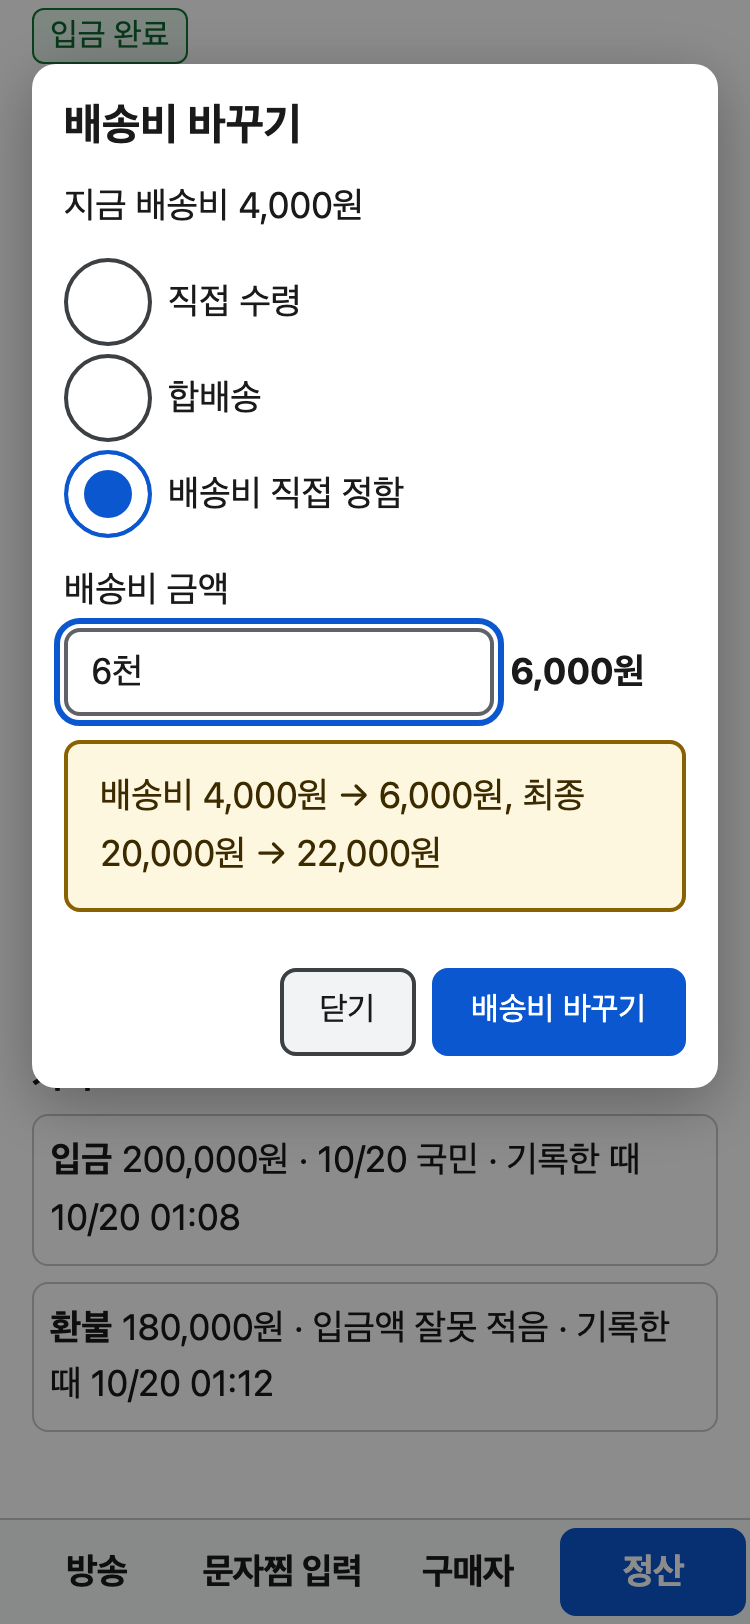 입금 완료
배송비 바꾸기
지금 배송비 4,000원
직접 수령
합배송
배송비 직접 정함
배송비 금액
6천 6,000원
배송비 4,000원 → 6,000원, 최종
20,000원 → 22,000원
닫기 배송비 바꾸기
입금 200,000원 · 10/20 국민 · 기록한 때
10/20 01:08
환불 180,000원 · 입금액 잘못 적음 · 기록한
때 10/20 01:12
방송 문자찜 입력 구매자 정산